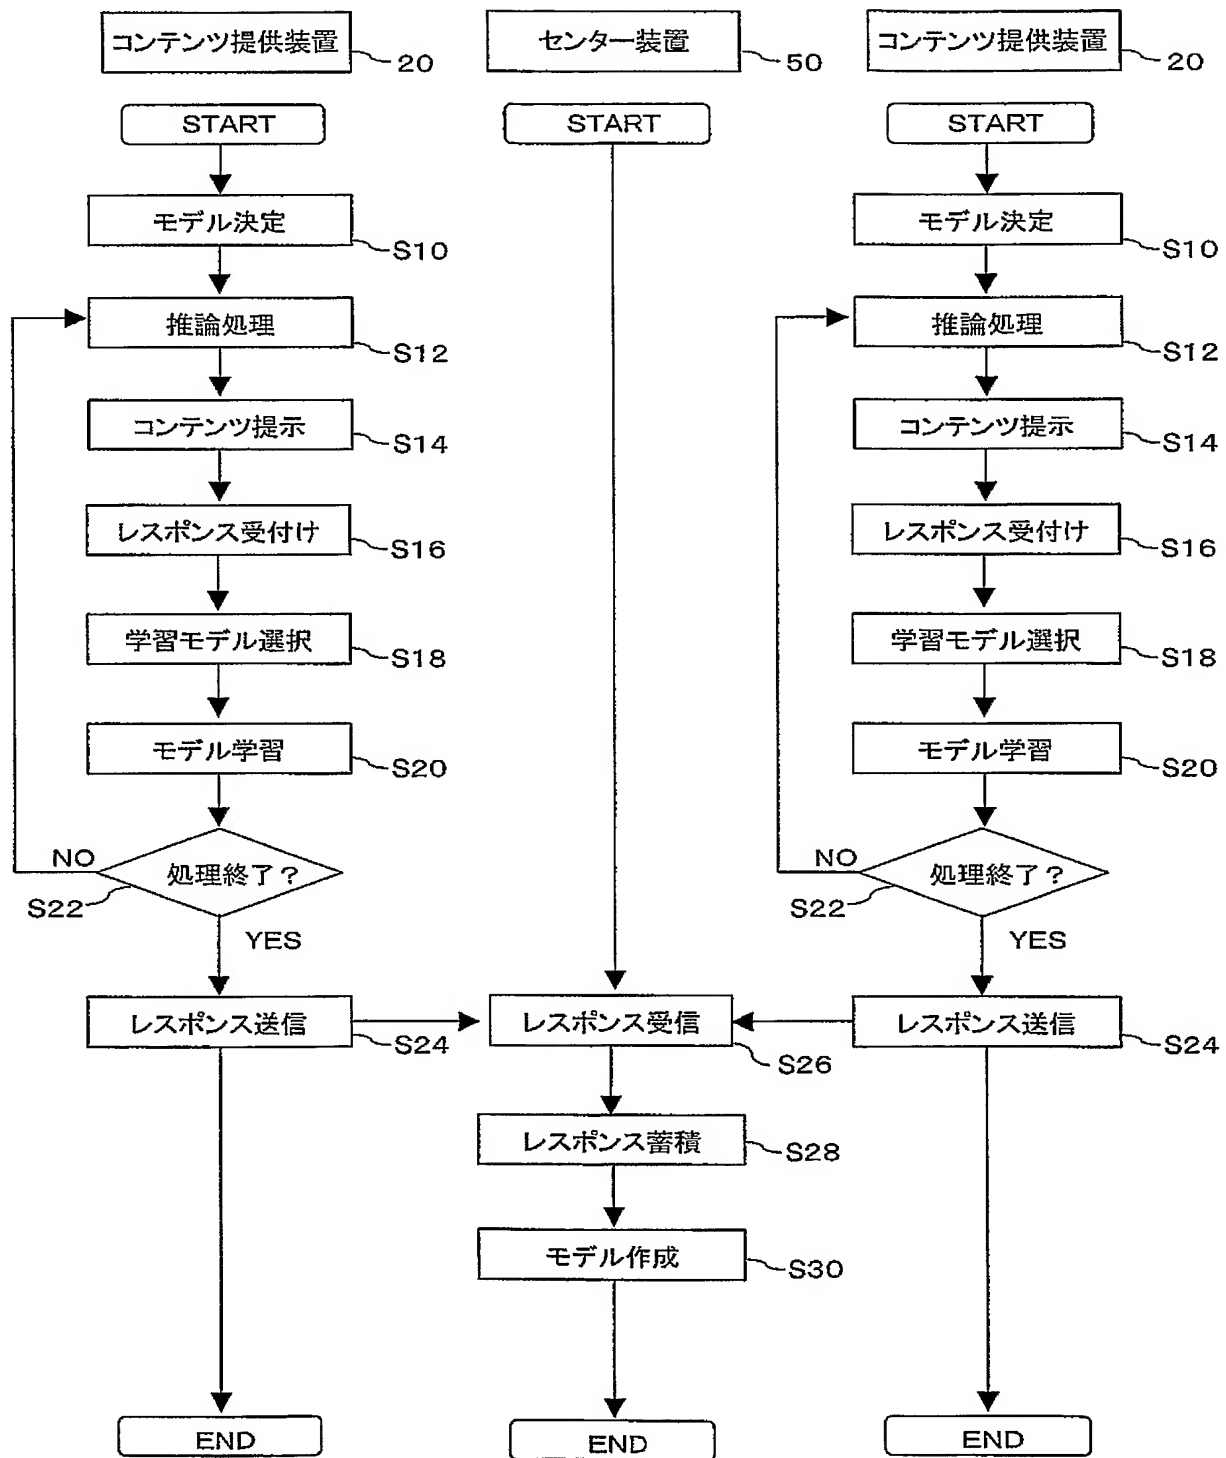 コンテンツ提供装置
20
センター装置
50
コンテンツ提供装置
20
START
START
START
モデル決定
S10
モデル決定
S10
推論処理
S12
推論処理
S12
コンテンツ提示
S14
コンテンツ提示
S14
レスポンス受付け
S16
レスポンス受付け
S16
学習モデル選択
S18
学習モデル選択
S18
モデル学習
S20
モデル学習
S20
NO
処理終了？
S22
YES
NO
処理終了？
S22
YES
レスポンス送信
S24
レスポンス受信
S26
レスポンス送信
S24
レスポンス蓄積
S28
モデル作成
S30
END
END
END